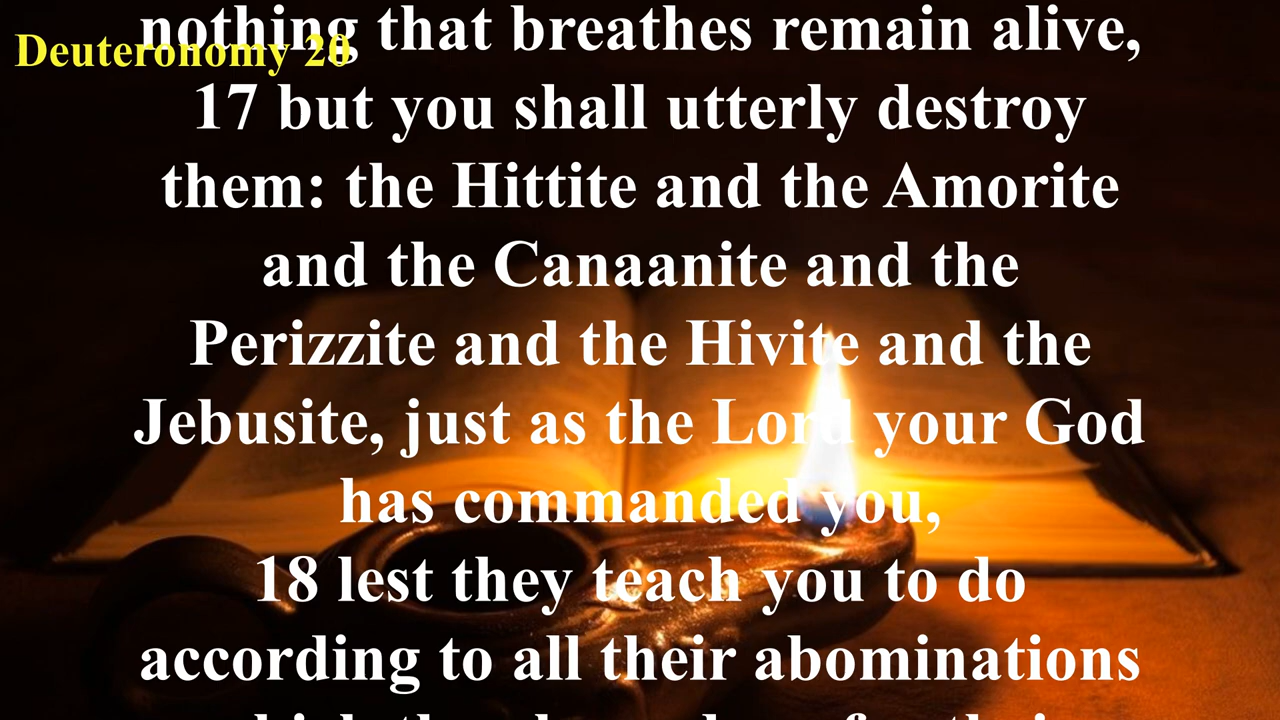 nothing that breathes remain alive,
Deuteronomy 20
17 but you shall utterly destroy
them: the Hittite and the Amorite
and the Canaanite and the
Perizzite and the Hivite and the
Jebusite, just as the Lord your God
has commanded you,
18 lest they teach you to do
according to all their abominations